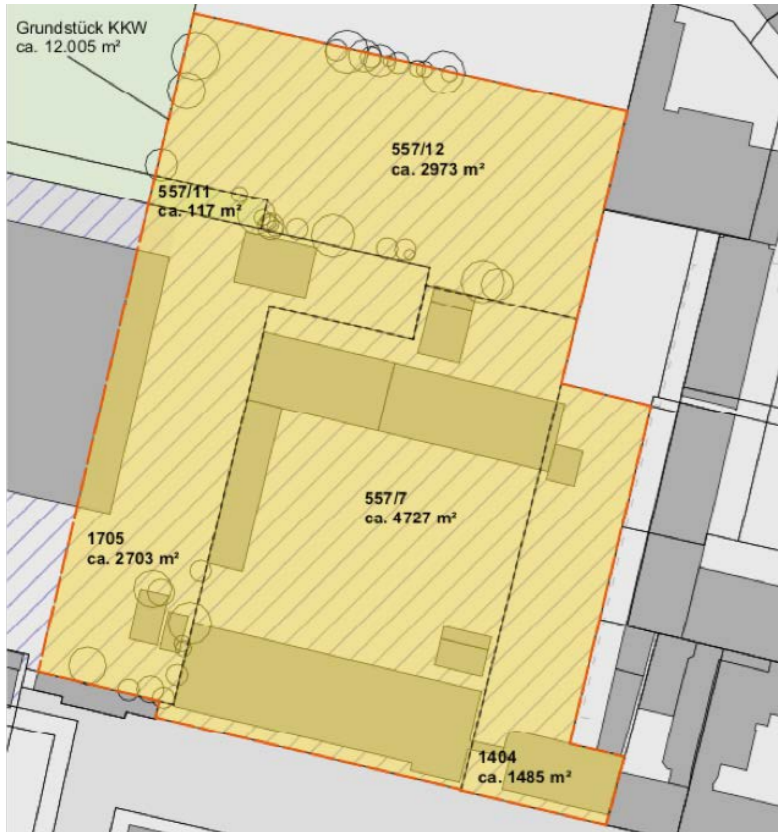 Grundstück KKW
ca. 12.005 m²
557/12
ca. 2973 m²
557/11
ca. 117 m²
557/7
ca. 4727 m²
1705
ca. 2703 m²
1404
ca. 1485 m²